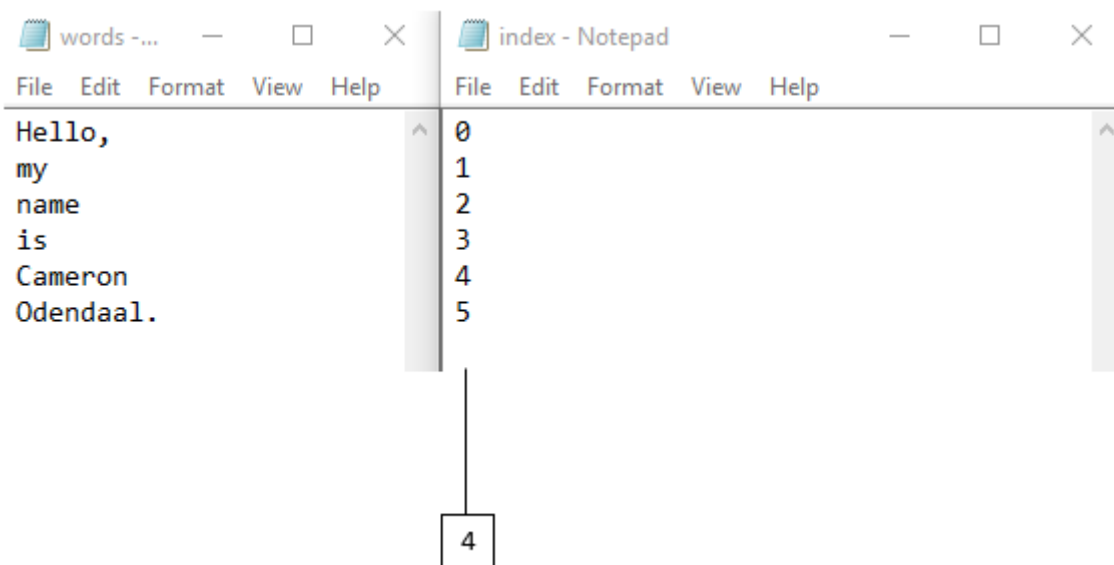 words -...
File Edit Format View Help
Hello,
my
name
is
Cameron
Odendaal.
index - Notepad
File Edit Format View Help
0
1
2
3
4
5
4